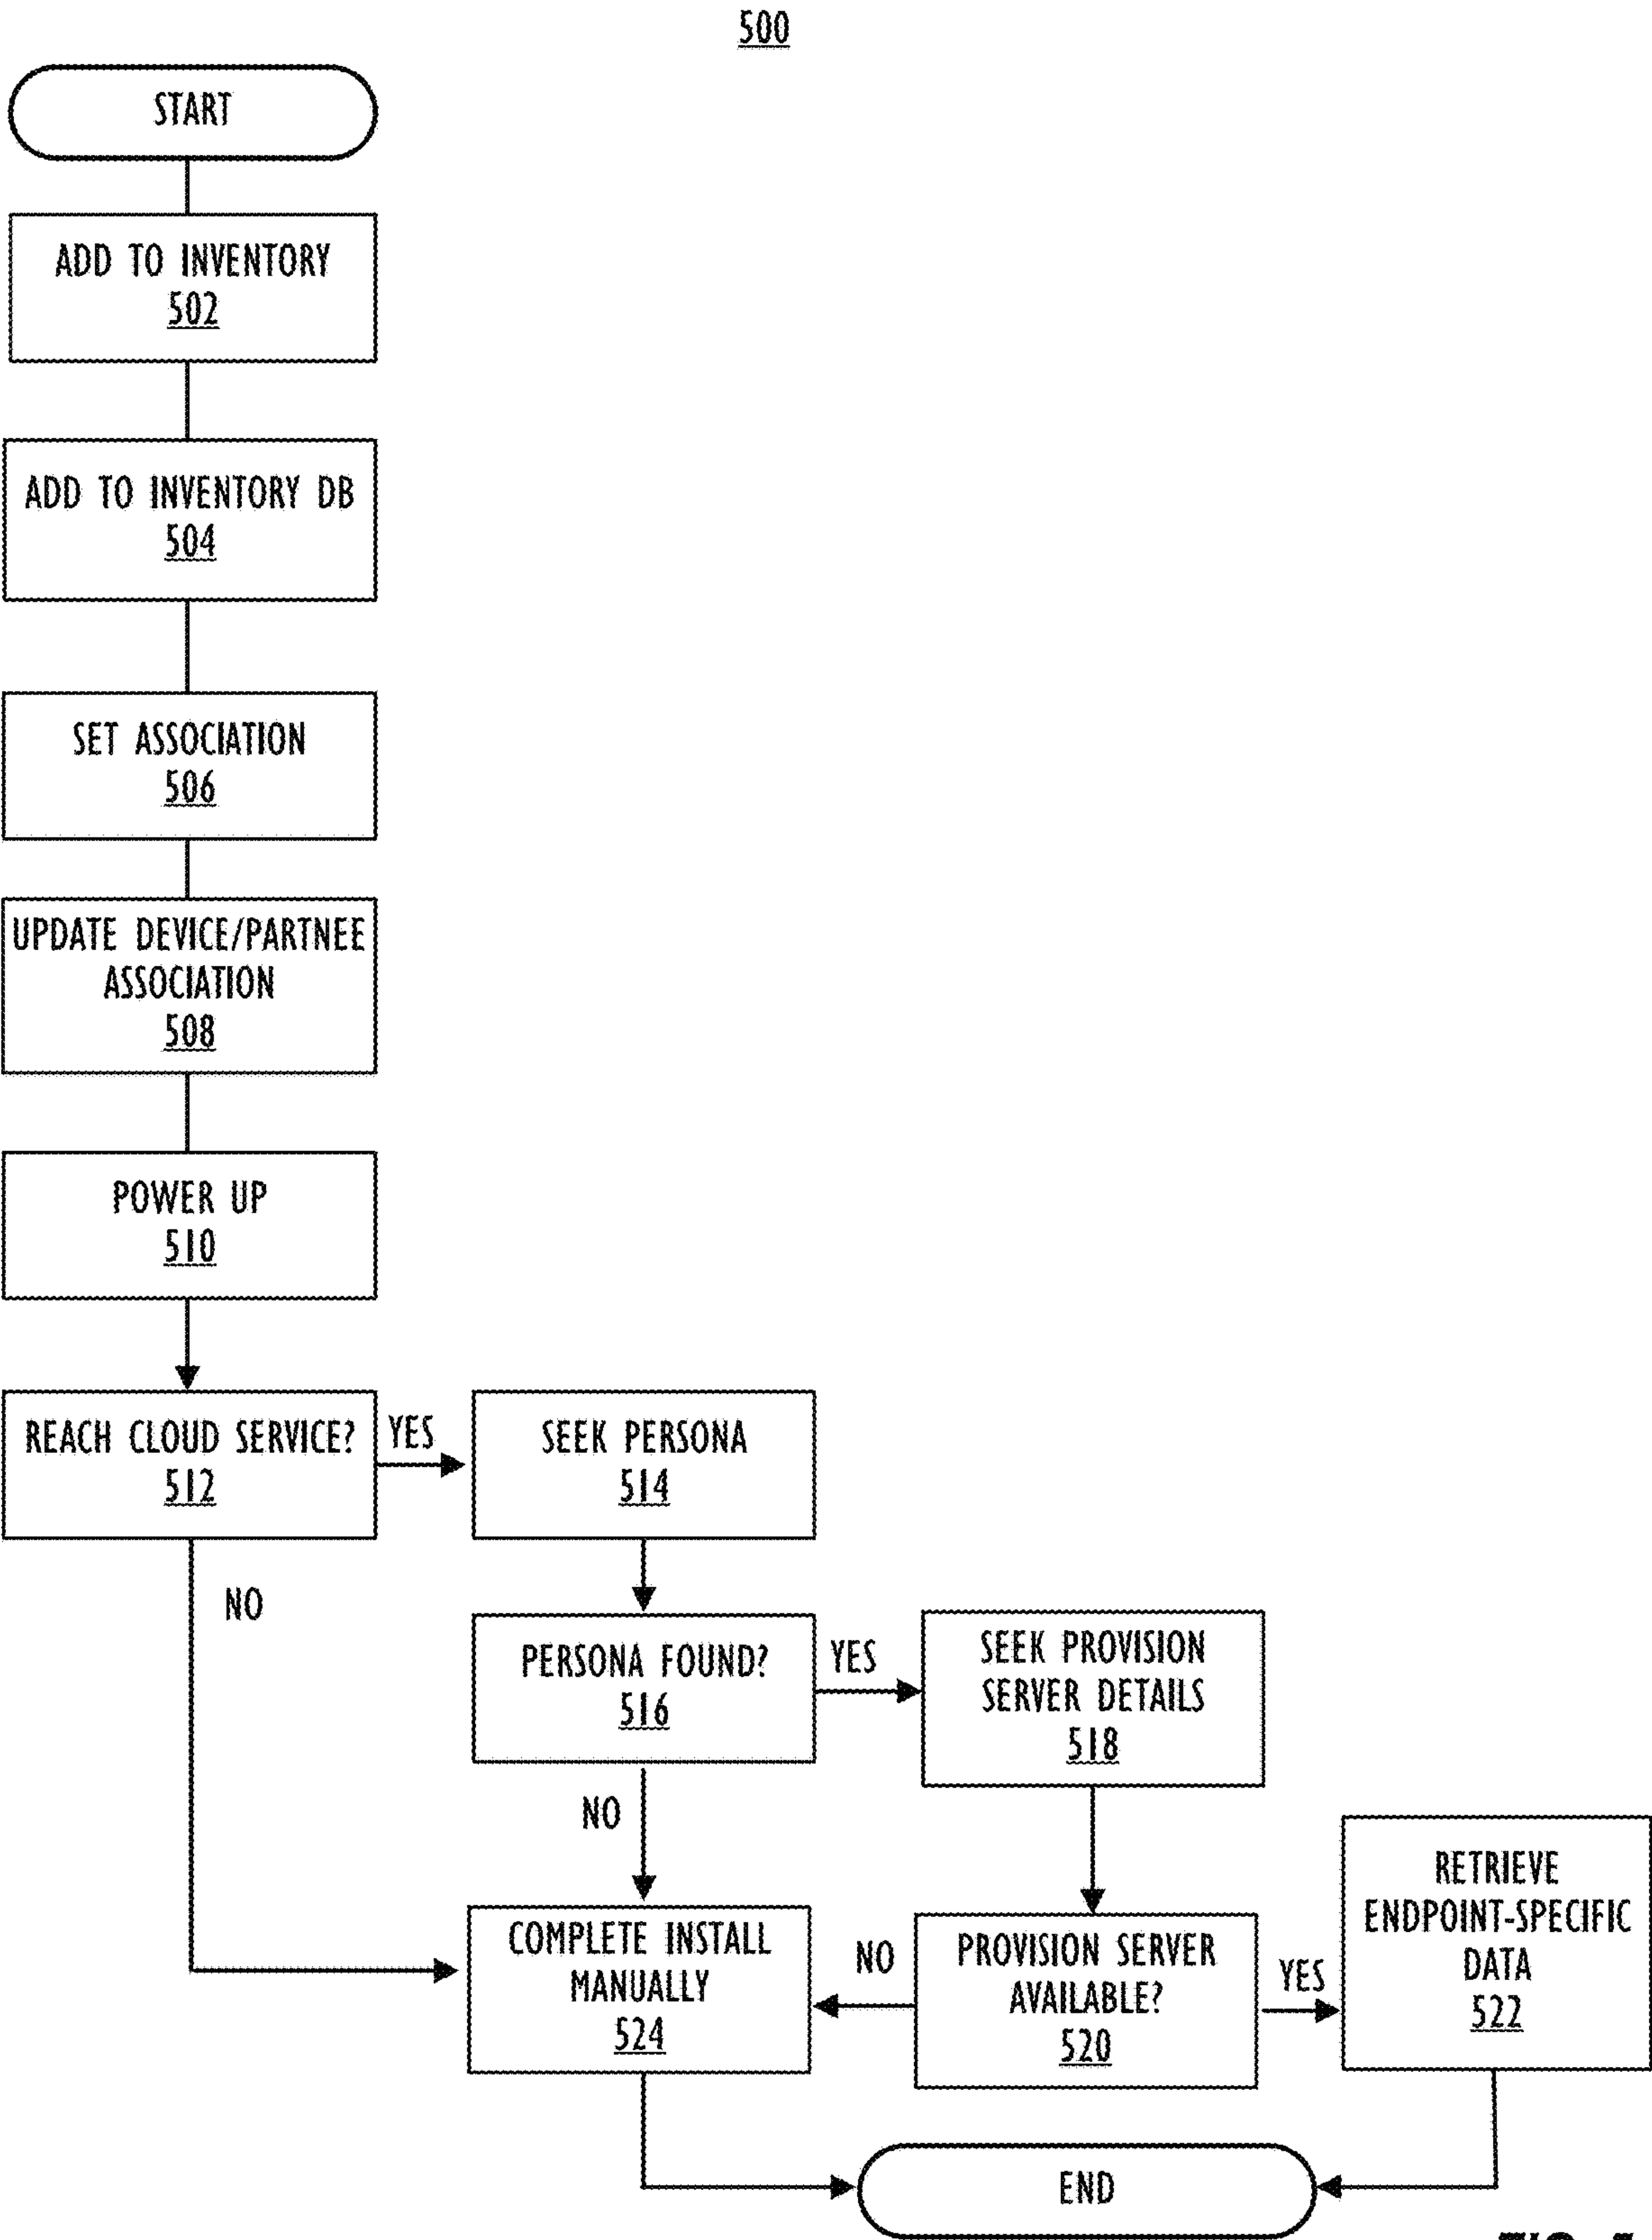 500
START
ADD TO INVENTORY
502
ADD TO INVENTORY DB
504
SET ASSOCIATION
506
UPDATE DEVICE/PARTNEE
ASSOCIATION
508
POWER UP
510
REACH CLOUD SERVICE?
512
YES
SEEK PERSONA
514
NO
PERSONA FOUND?
516
YES
SEEK PROVISION
SERVER DETAILS
518
NO
COMPLETE INSTALL
MANUALLY
524
NO
PROVISION SERVER
AVAILABLE?
520
YES
RETRIEVE
ENDPOINT-SPECIFIC
DATA
522
END